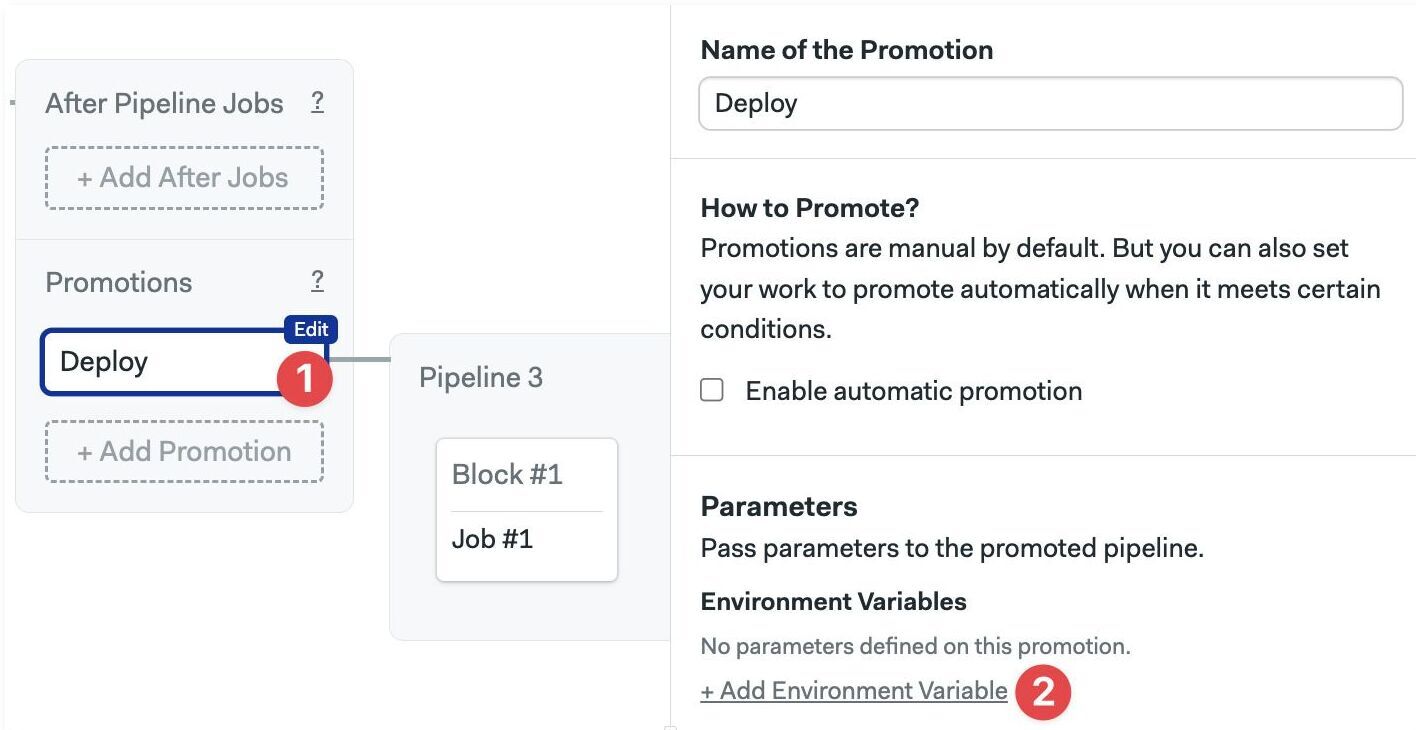 After Pipeline Jobs ?
+ Add After Jobs
Promotions ?
Edit
Deploy
1
+ Add Promotion
Pipeline 3
Block #1
Job #1
Name of the Promotion
Deploy
How to Promote?
Promotions are manual by default. But you can also set
your work to promote automatically when it meets certain
conditions.
Enable automatic promotion
Parameters
Pass parameters to the promoted pipeline.
Environment Variables
No parameters defined on this promotion.
+ Add Environment Variable 2